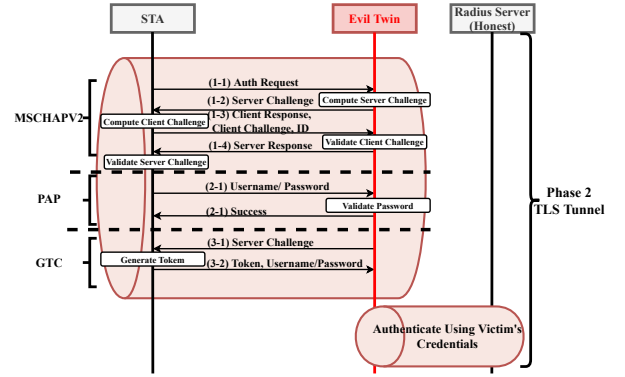 STA
Evil Twin
Radius Server
(Honest)
MSCHAPV2
(1-1) Auth Request
Compute Server Challenge
(1-2) Server Challenge
Compute Client Challenge
(1-3) Client Response,
Client Challenge, ID
Validate Client Challenge
(1-4) Server Response
Validate Server Challenge
PAP
(2-1) Username/ Password
Validate Password
(2-1) Success
GTC
(3-1) Server Challenge
Generate Tokem
(3-2) Token, Username/Password
Phase 2
TLS Tunnel
Authenticate Using Victim's
Credentials